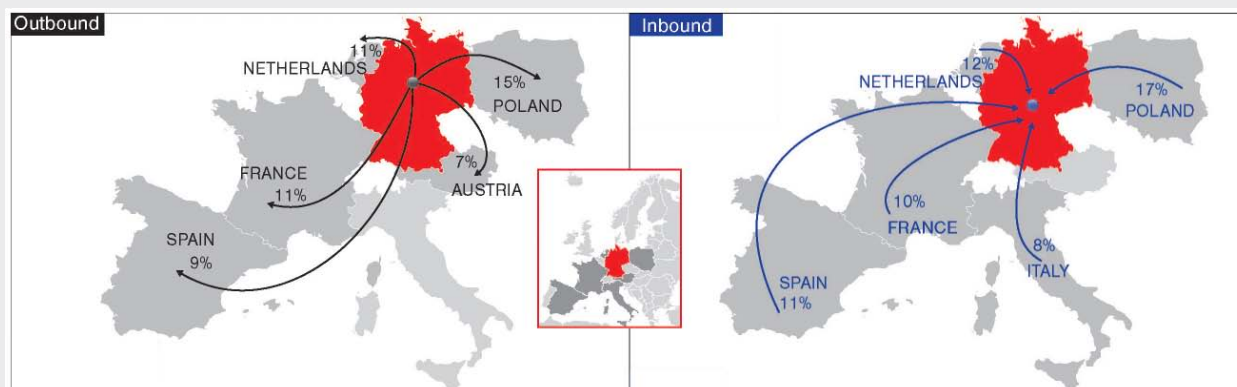 Outbound
11%
NETHERLANDS
15%
POLAND
7%
AUSTRIA
FRANCE
11%
SPAIN
9%
Inbound
12%
NETHERLANDS
17%
POLAND
10%
FRANCE
8%
ITALY
SPAIN
11%